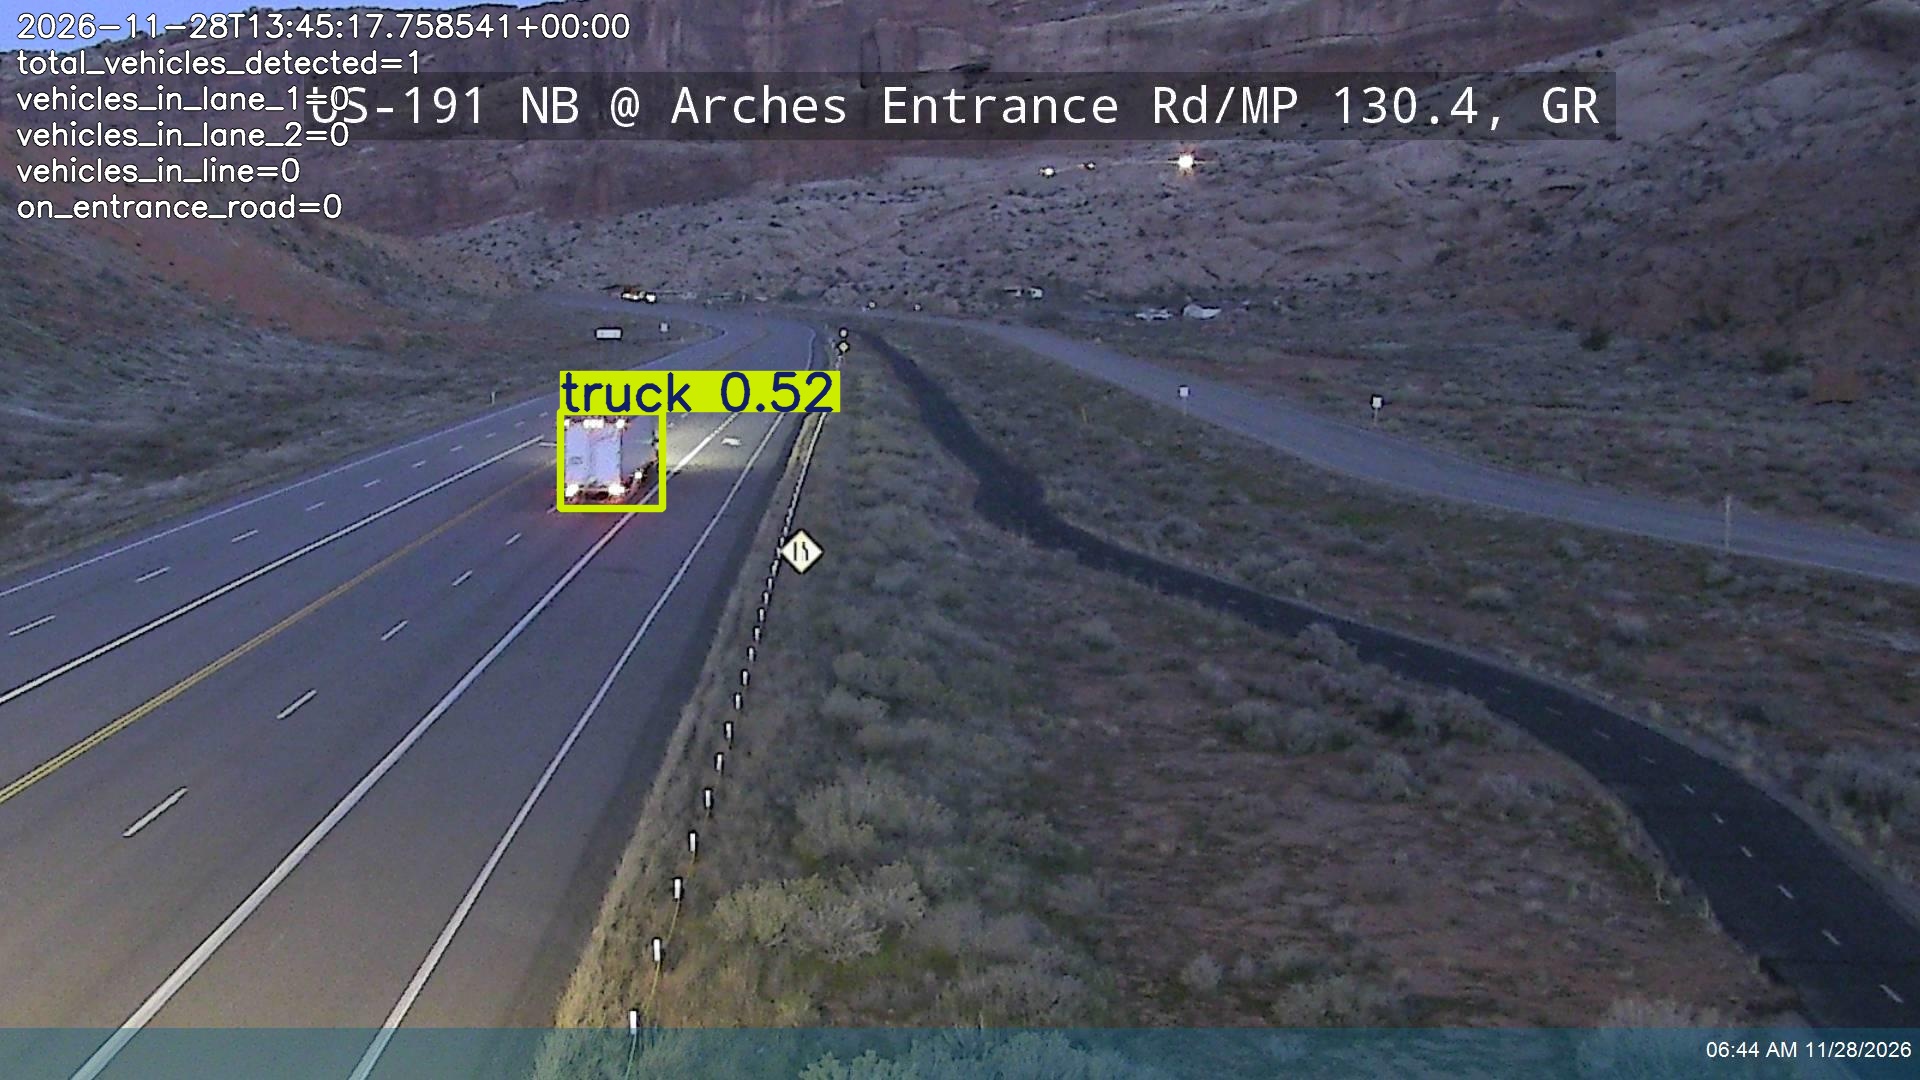 2026-11-28T13:45:17.758541+00:00
total_vehicles_detected=1
vehicles_in_lane_1=0
US-191 NB @ Arches Entrance Rd/MP 130.4, GR
vehicles_in_lane_2=0
vehicles_in_line=0
on_entrance_road=0
truck 0.52
06:44 AM 11/28/2026